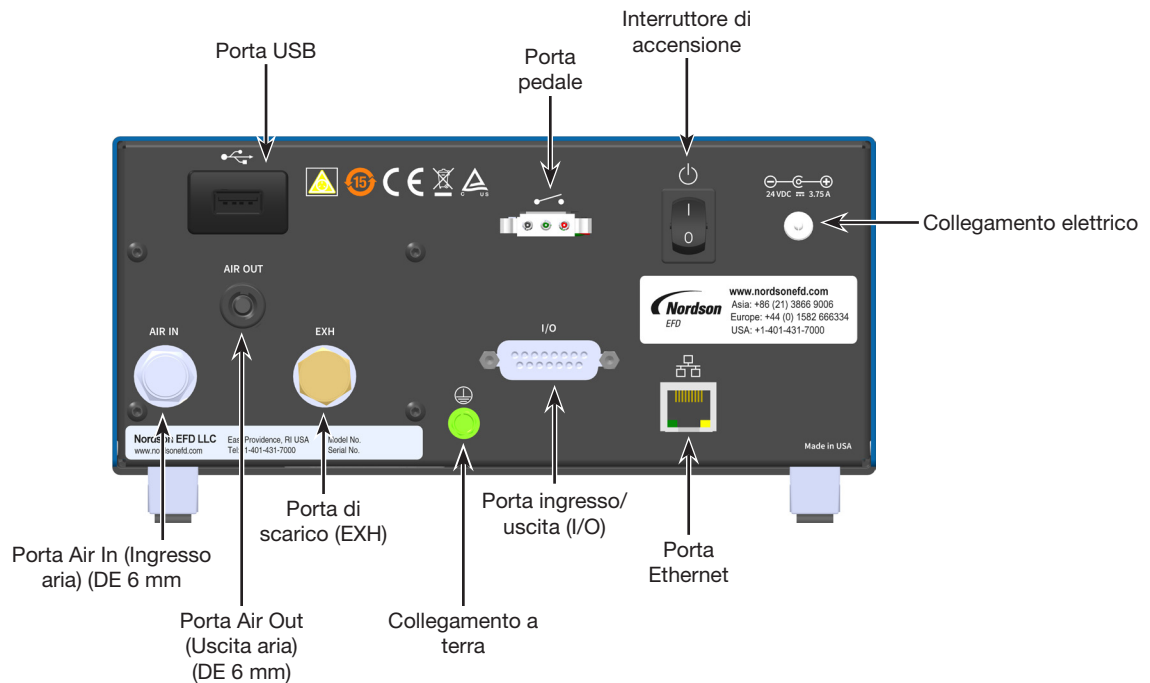 Interruttore di
accensione
Porta USB
Porta
pedale
15
CE
C US
24 VDC 3.75 A
I
0
Collegamento elettrico
AIR OUT
www.nordsonefd.com
Nordson
EFD
Asia: +86 (21) 3866 9006
Europe: +44 (0) 1582 666334
USA: +1-401-431-7000
AIR IN
EXH
I/O
Nordson EFD LLC
East Providence, RI USA
Model No.
www.nordsonefd.com
Tel: +1-401-431-7000
Serial No.
Made in USA
Porta di
scarico (EXH)
Porta ingresso/
uscita (I/O)
Porta
Ethernet
Porta Air In (Ingresso
aria) (DE 6 mm
Porta Air Out
(Uscita aria)
(DE 6 mm)
Collegamento a
terra